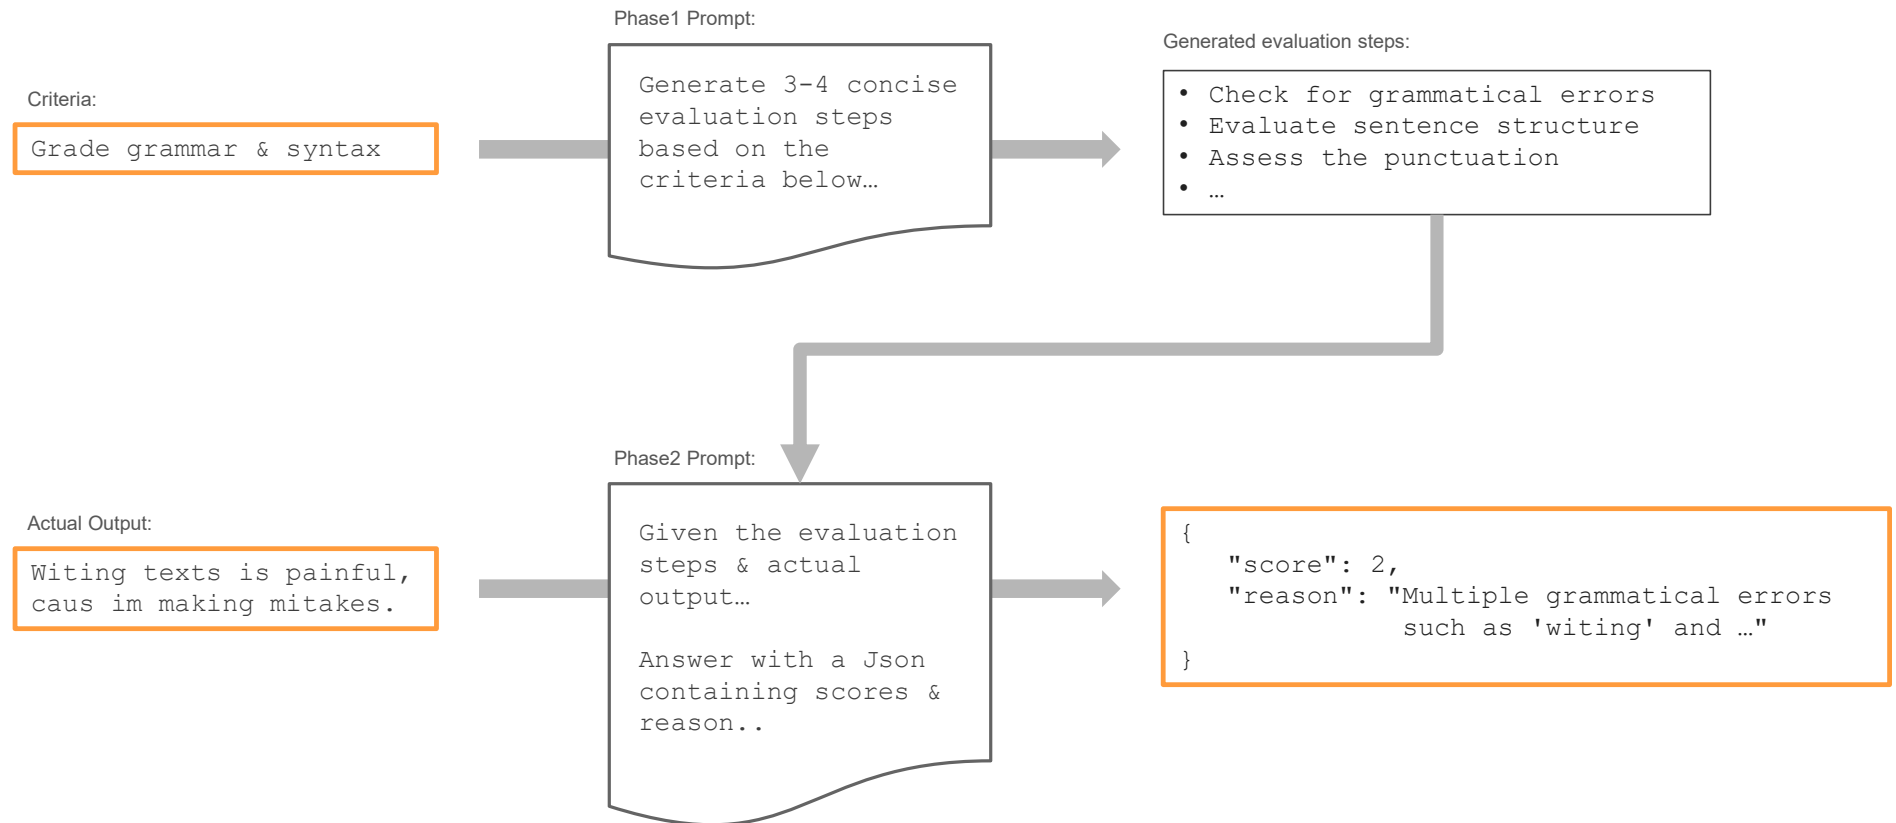 Phase1 Prompt:
Generate 3-4 concise
evaluation steps
based on the
criteria below…
Criteria:
Grade grammar & syntax
Generated evaluation steps:
• Check for grammatical errors
• Evaluate sentence structure
• Assess the punctuation
• …
Phase2 Prompt:
Given the evaluation
steps & actual
output…
Answer with a Json
containing scores &
reason..
Actual Output:
Witing texts is painful,
caus im making mitakes.
{
"score": 2,
"reason": "Multiple grammatical errors
such as 'witing' and …"
}